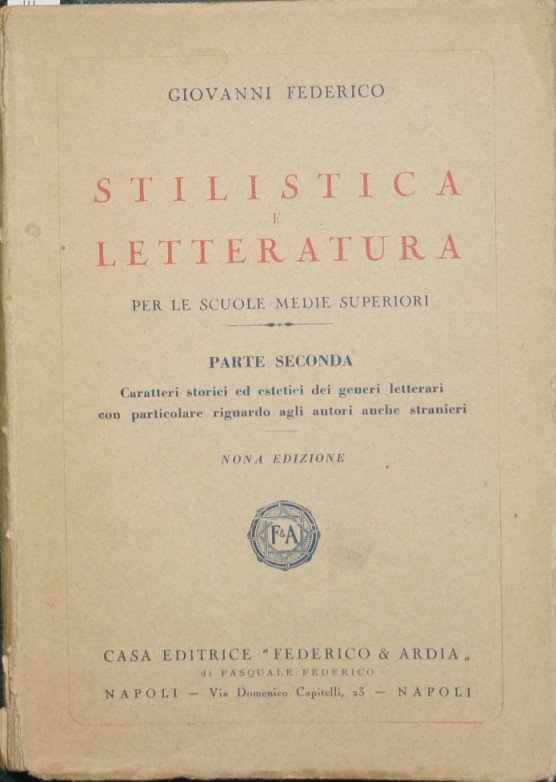 GIOVANNI FEDERICO
STILISTICA
E
LETTERATURA
PER LE SCUOLE MEDIE SUPERIORI
PARTE SECONDA
Caratteri storici ed estetici dei generi letterari
con particolare riguardo agli autori anche stranieri
NONA EDIZIONE
F&A
CASA EDITRICE "FEDERICO & ARDIA„
di PASQUALE FEDERICO
NAPOLI — Via Domenico Capitelli, 23 — NAPOLI